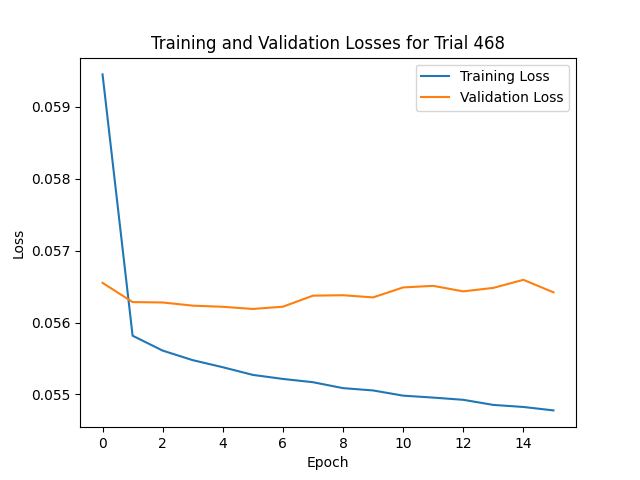 Training and Validation Losses for Trial 468
Training Loss
Validation Loss
0.059
0.058
0.057
0.056
0.055
Loss
0 2 4 6 8 10 12 14
Epoch